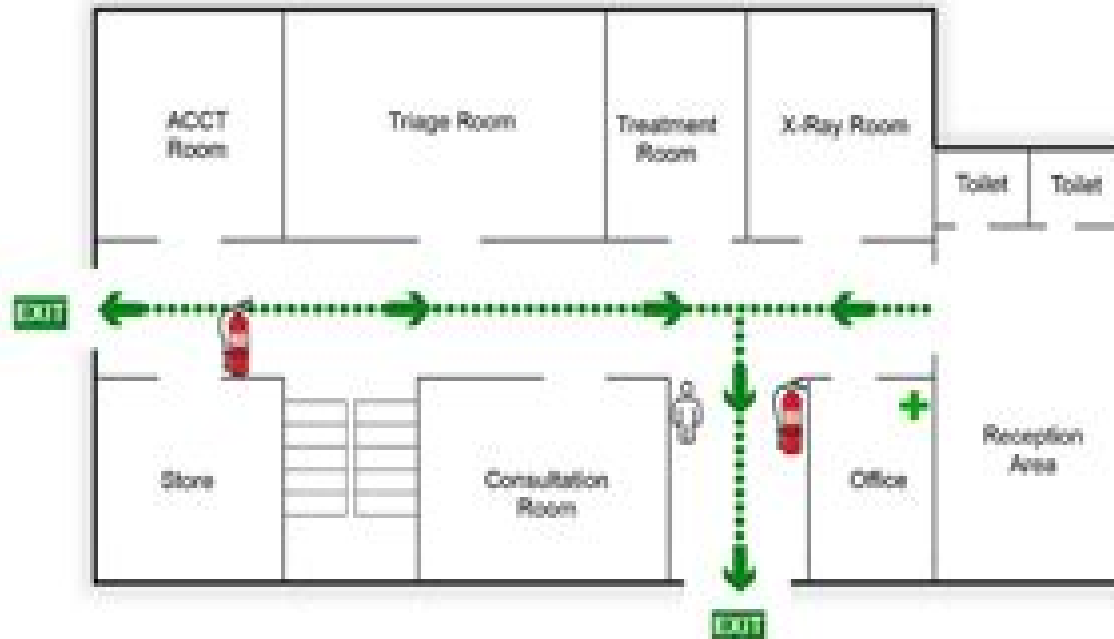 ACCT
Room
Triage Room
Treatment
Room
X-Ray Room
Toilet
Toilet
EXIT
Store
Consultation
Room
Office
Reception
Area
EXIT